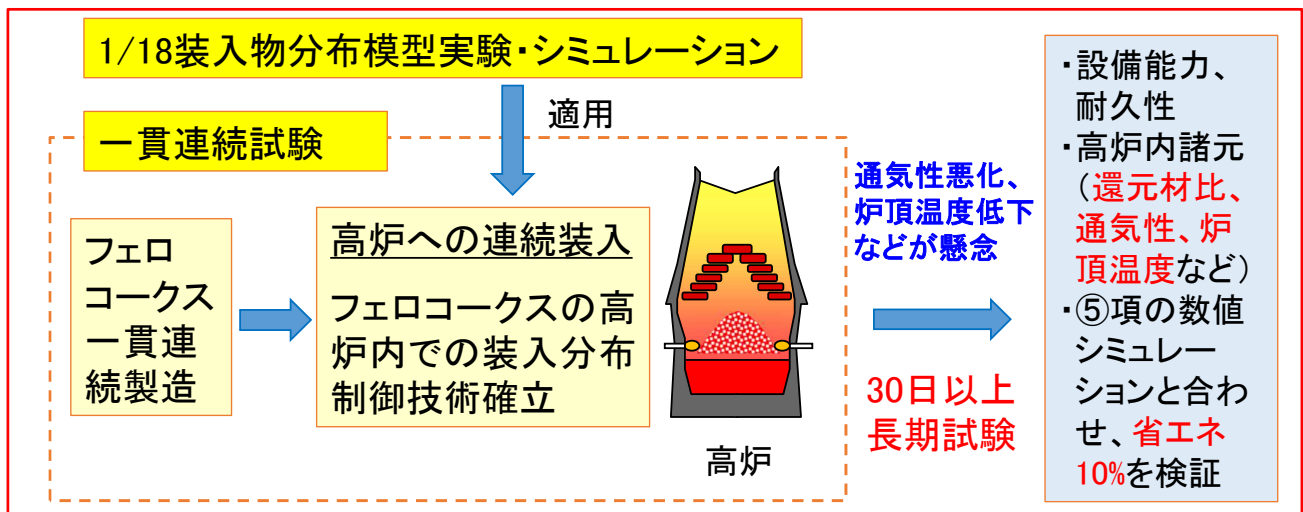 1/18装入物分布模型実験・シミュレーション
適用
一貫連続試験
フェロ
コークス
一貫連
続製造
高炉への連続装入
フェロコークスの高
炉内での装入分布
制御技術確立
高炉
通気性悪化、
炉頂温度低下
などが懸念
30日以上
長期試験
・設備能力、
耐久性
・高炉内諸元
（還元材比、
通気性、炉
頂温度など）
・⑤項の数値
シミュレー
ションと合わ
せ、省エネ
10%を検証